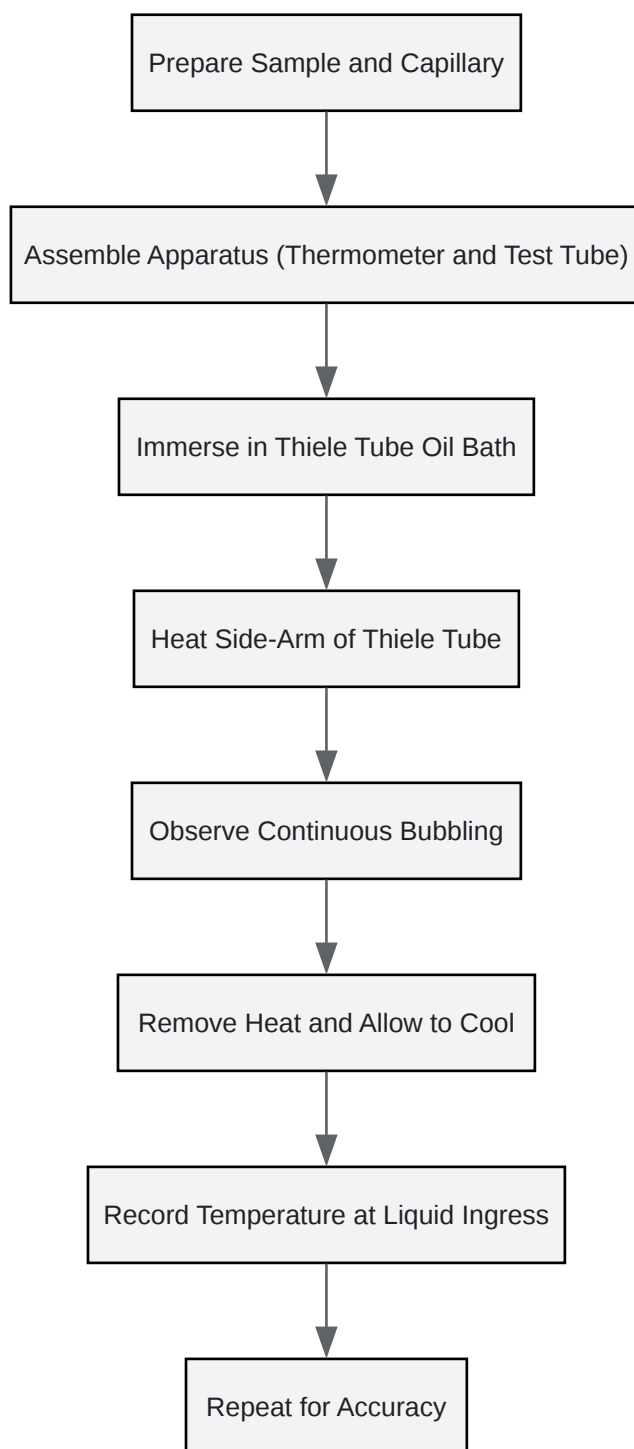 Prepare Sample and Capillary
Assemble Apparatus (Thermometer and Test Tube)
Immerse in Thiele Tube Oil Bath
Heat Side-Arm of Thiele Tube
Observe Continuous Bubbling
Remove Heat and Allow to Cool
Record Temperature at Liquid Ingress
Repeat for Accuracy